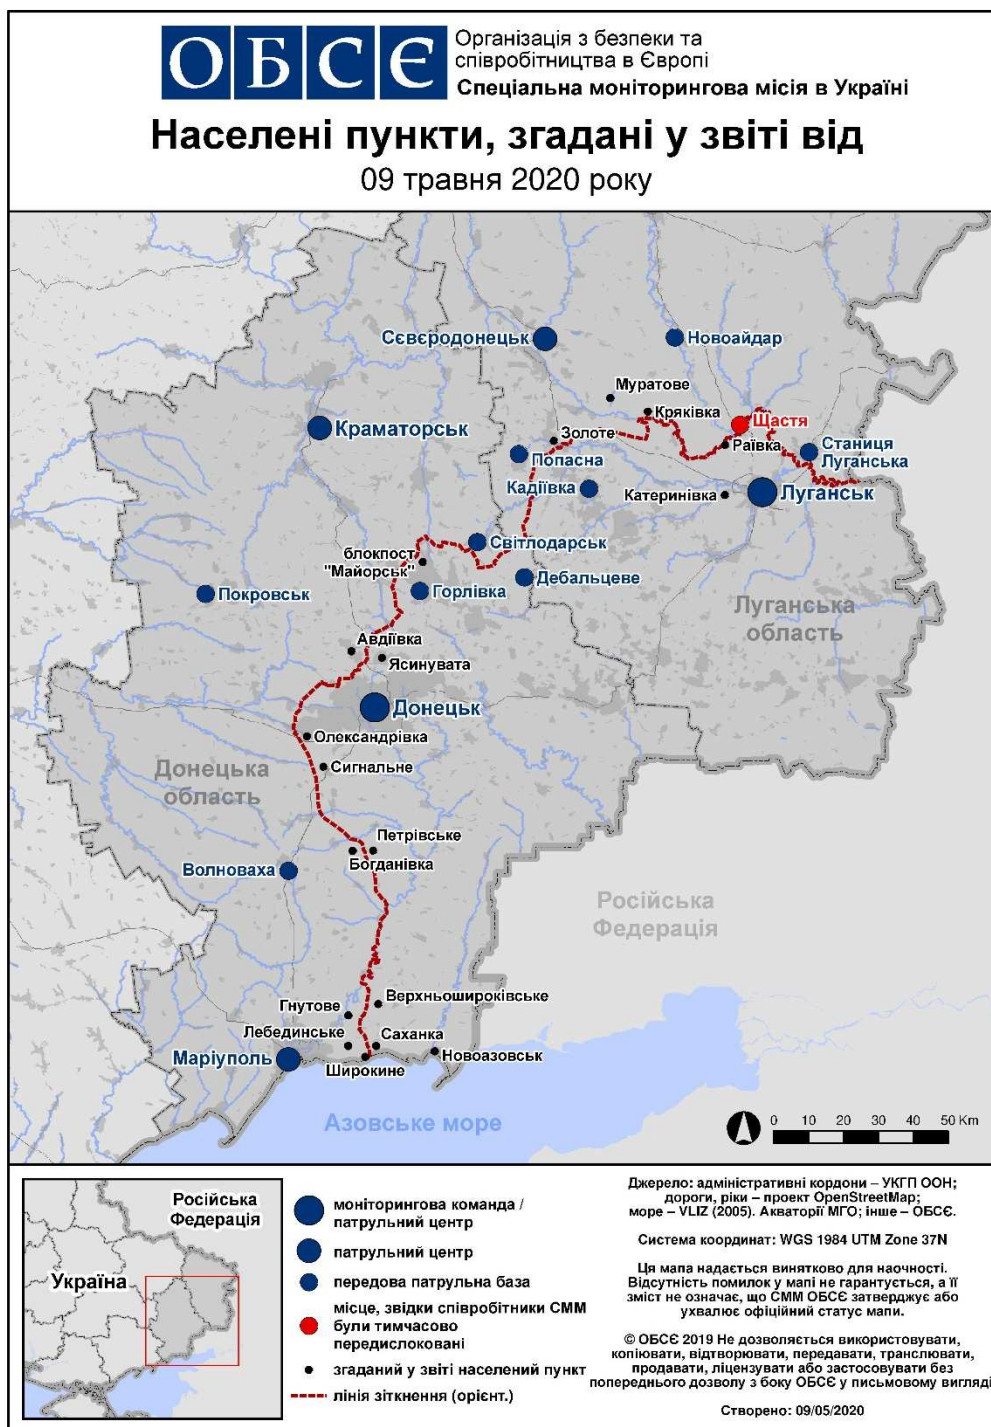 ОБСЄ
Організація з безпеки та
співробітництва в Європі
Спеціальна моніторингова місія в Україні
Населені пункти, згадані у звіті від
09 травня 2020 року
Сєвєродонецьк
Новоайдар
Муратове
Кряківка
Щастя
Краматорськ
Золоте
Раївка
Станиця
Луганська
Попасна
Кадіївка
Катеринівка
Луганськ
Світлодарськ
блокпост
"Майорськ"
Дебальцеве
Горлівка
Покровськ
Луганська
область
Авдіївка
Ясинувата
Донецьк
Олександрівка
Сигнальне
Донецька
область
Петрівське
Богданівка
Волноваха
Російська
Федерація
Верхньошироківське
Гнутове
Лебединське
Саханка
Маріуполь
Широкине
Новоазовськ
Азовське море
0 10 20 30 40 50 Km
Російська
Федерація
Україна
моніторингова команда /
патрульний центр
патрульний центр
передова патрульна база
місце, звідки співробітники СММ
були тимчасово
передислоковані
згаданий у звіті населений пункт
лінія зіткнення (орієнт.)
Джерело: адміністративні кордони – УКГП ООН;
дороги, ріки – проект OpenStreetMap;
море – VLIZ (2005). Акваторії МГО; інше – ОБСЄ.
Система координат: WGS 1984 UTM Zone 37N
Ця мапа надається винятково для наочності.
Відсутність помилок у мапі не гарантується, а її
зміст не означає, що СММ ОБСЄ затверджує або
ухвалює офіційний статус мапи.
© ОБСЄ 2019 Не дозволяється використовувати,
копіювати, відтворювати, передавати, транслювати,
продавати, ліцензувати або застосовувати без
попереднього дозволу з боку ОБСЄ у письмовому вигляді
Створено: 09/05/2020